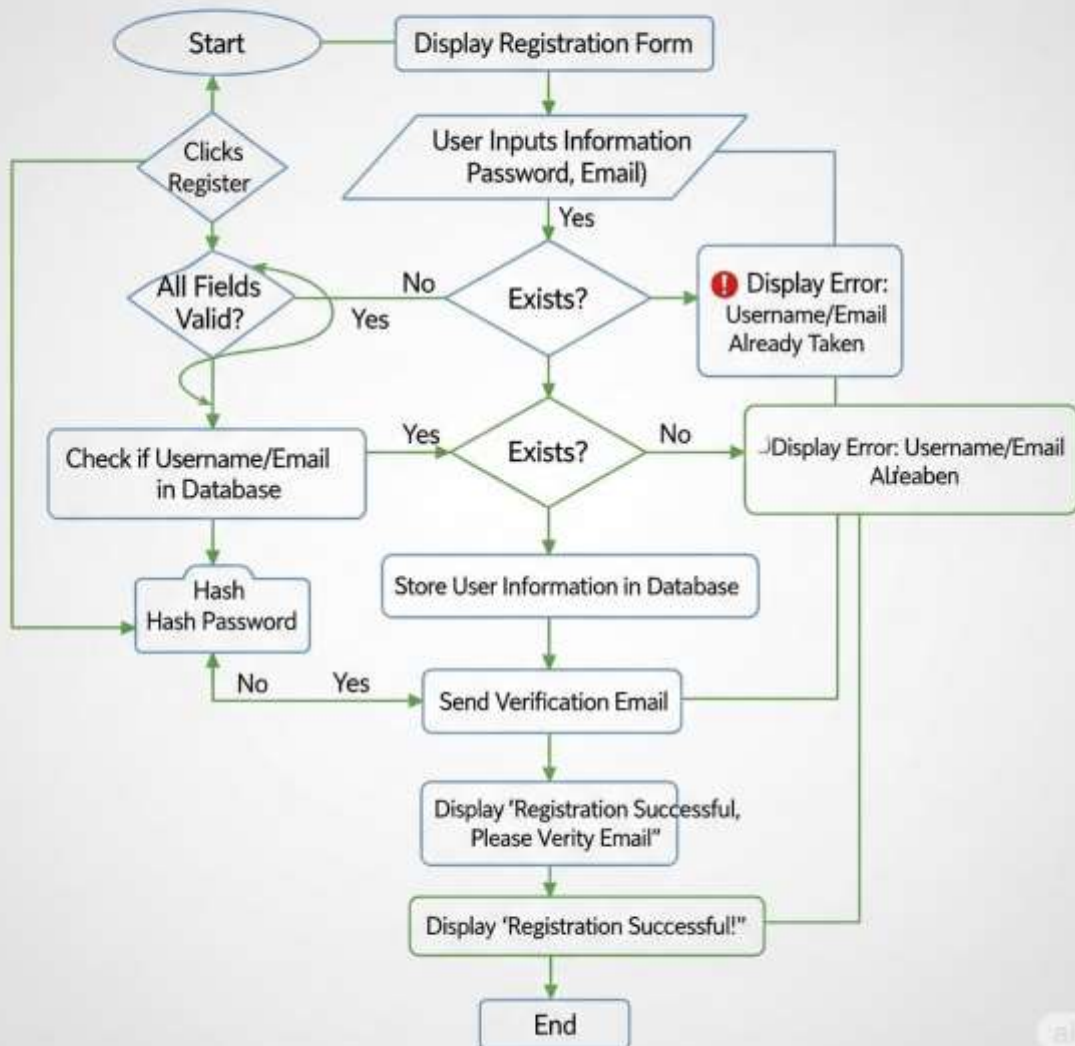 Start
Display Registration Form
Clicks
Register
User Inputs Information
Password, Email)
Yes
All Fields
Valid?
No
Yes
Exists?
! Display Error:
Username/Email
Already Taken
Check if Username/Email
in Database
Yes
Exists?
No
Display Error: Username/Email
Hash
Hash Password
Store User Information in Database
No
Yes
Send Verification Email
Display "Registration Successful,
Please Verity Email"
Display "Registration Successful!"
End